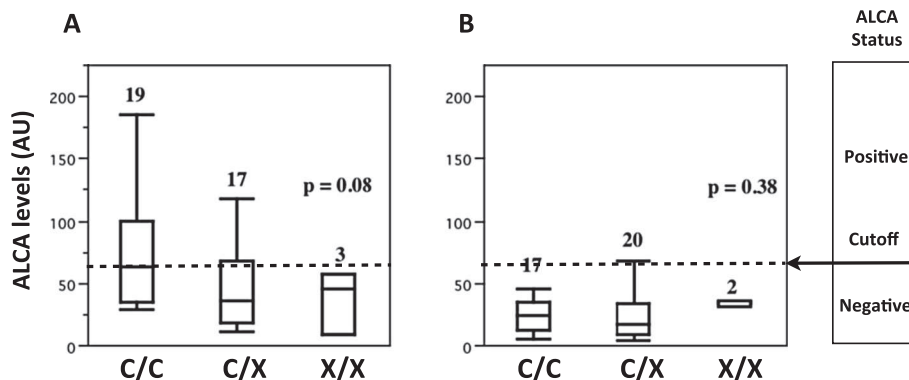 A
B
ALCA
Status
ALCA levels (AU)
200
150
100
50
0
19
17
p = 0.08
3
C/C
C/X
X/X
200
150
100
50
0
17
20
p = 0.38
2
C/C
C/X
X/X
Positive
Cutoff
Negative